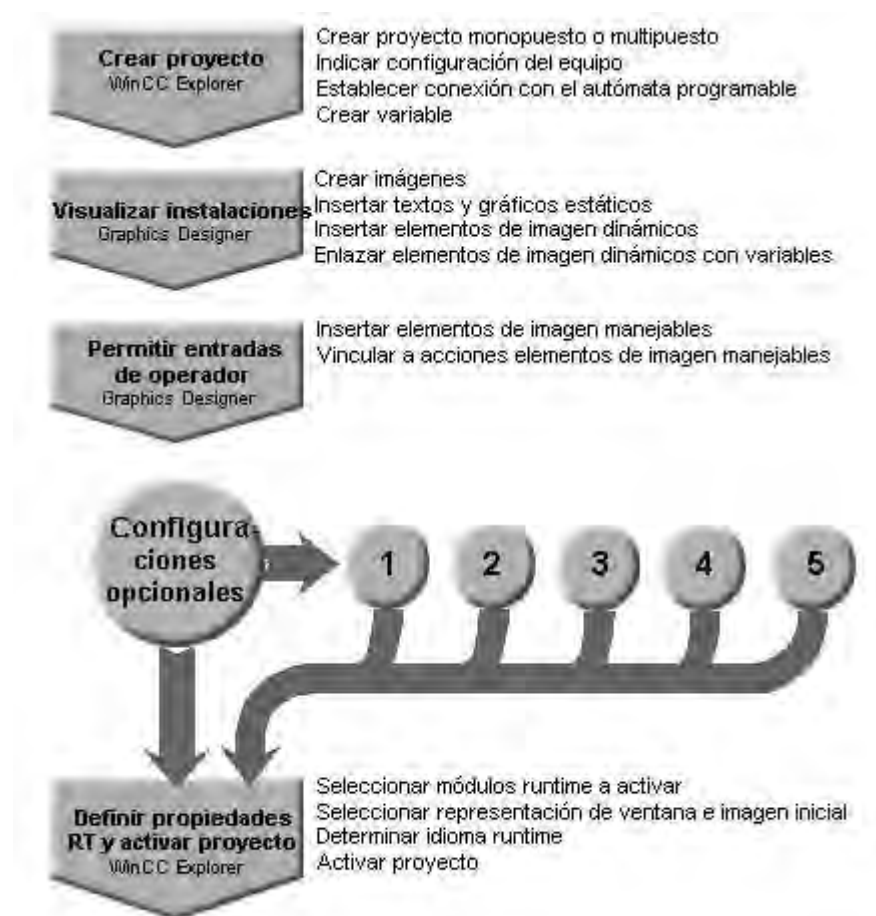 Crear proyecto
WinCC Explorer
Crear proyecto monopuesto o multipuesto
Indicar configuración del equipo
Establecer conexión con el autómata programable
Crear variable
Visualizar instalaciones
Graphics Designer
Crear imágenes
Insertar textos y gráficos estáticos
Insertar elementos de imagen dinámicos
Enlazar elementos de imagen dinámicos con variables.
Permitir entradas
de operador
Graphics Designer
Insertar elementos de imagen manejables
Vincular a acciones elementos de imagen manejables
Configura-
ciones
opcionales
1
2
3
4
5
Definir propiedades
RT y activar proyecto
WinCC Explorer
Seleccionar módulos runtime a activar
Seleccionar representación de ventana e imagen inicial
Determinar idioma runtime
Activar proyecto